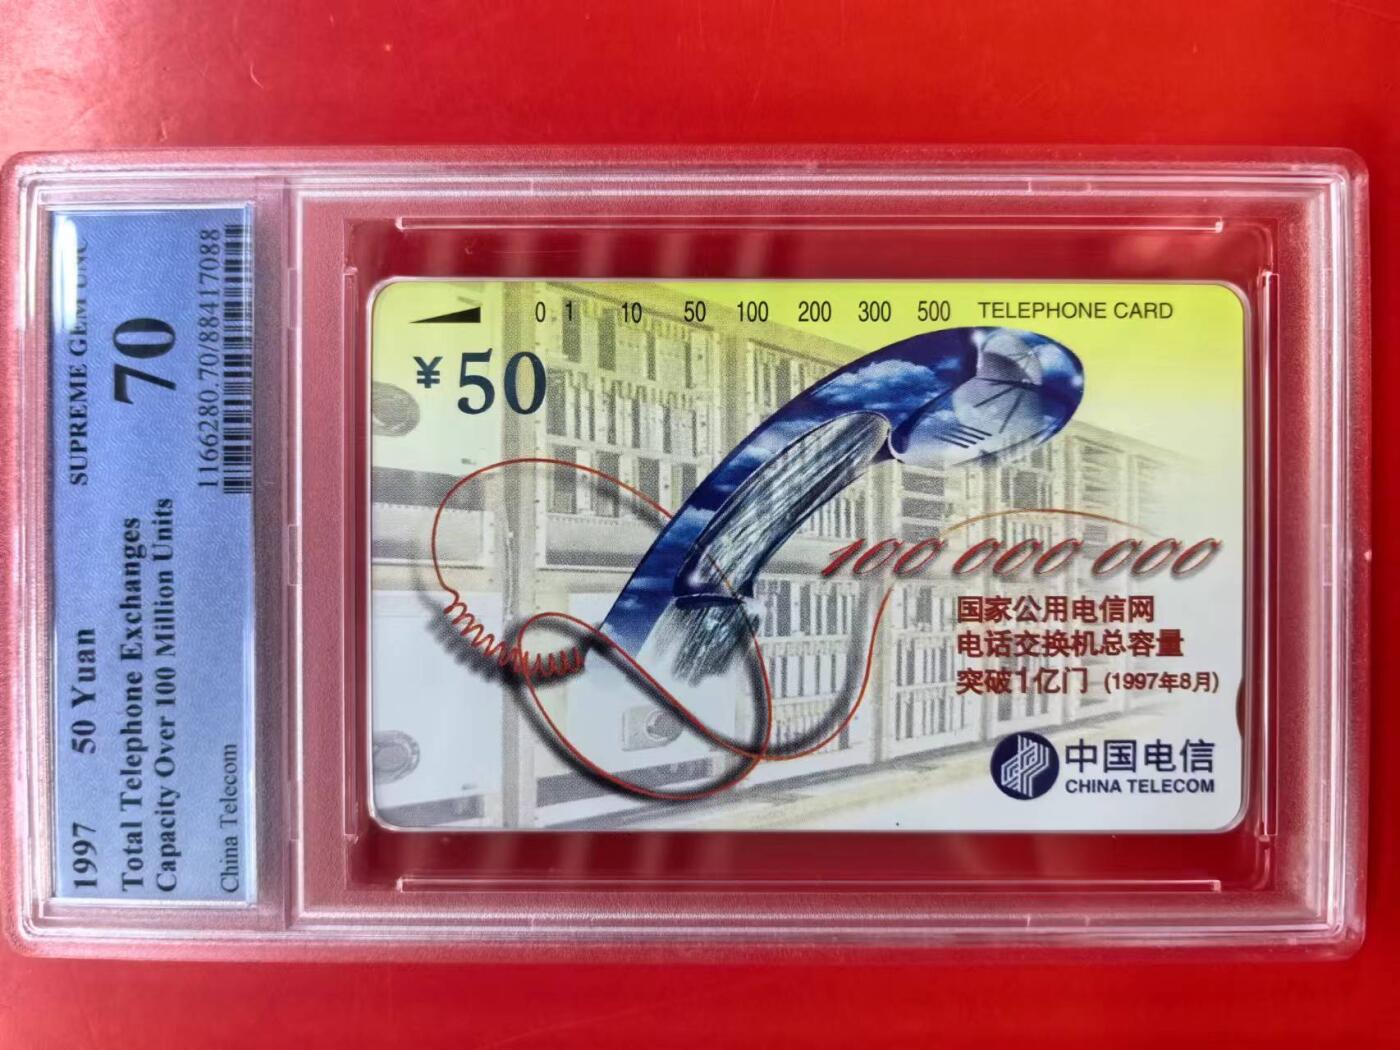 1997 50 Yuan
Total Telephone Exchanges
Capacity Over 100 Million Units
China Telecom
SUPREME GEM UNC
70
1166280.70/88417088
0 1 10 50 100 200 300 500 TELEPHONE CARD
¥50
100 000 000
国家公用电信网
电话交换机总容量
突破1亿门 (1997年8月)
中国电信
CHINA TELECOM